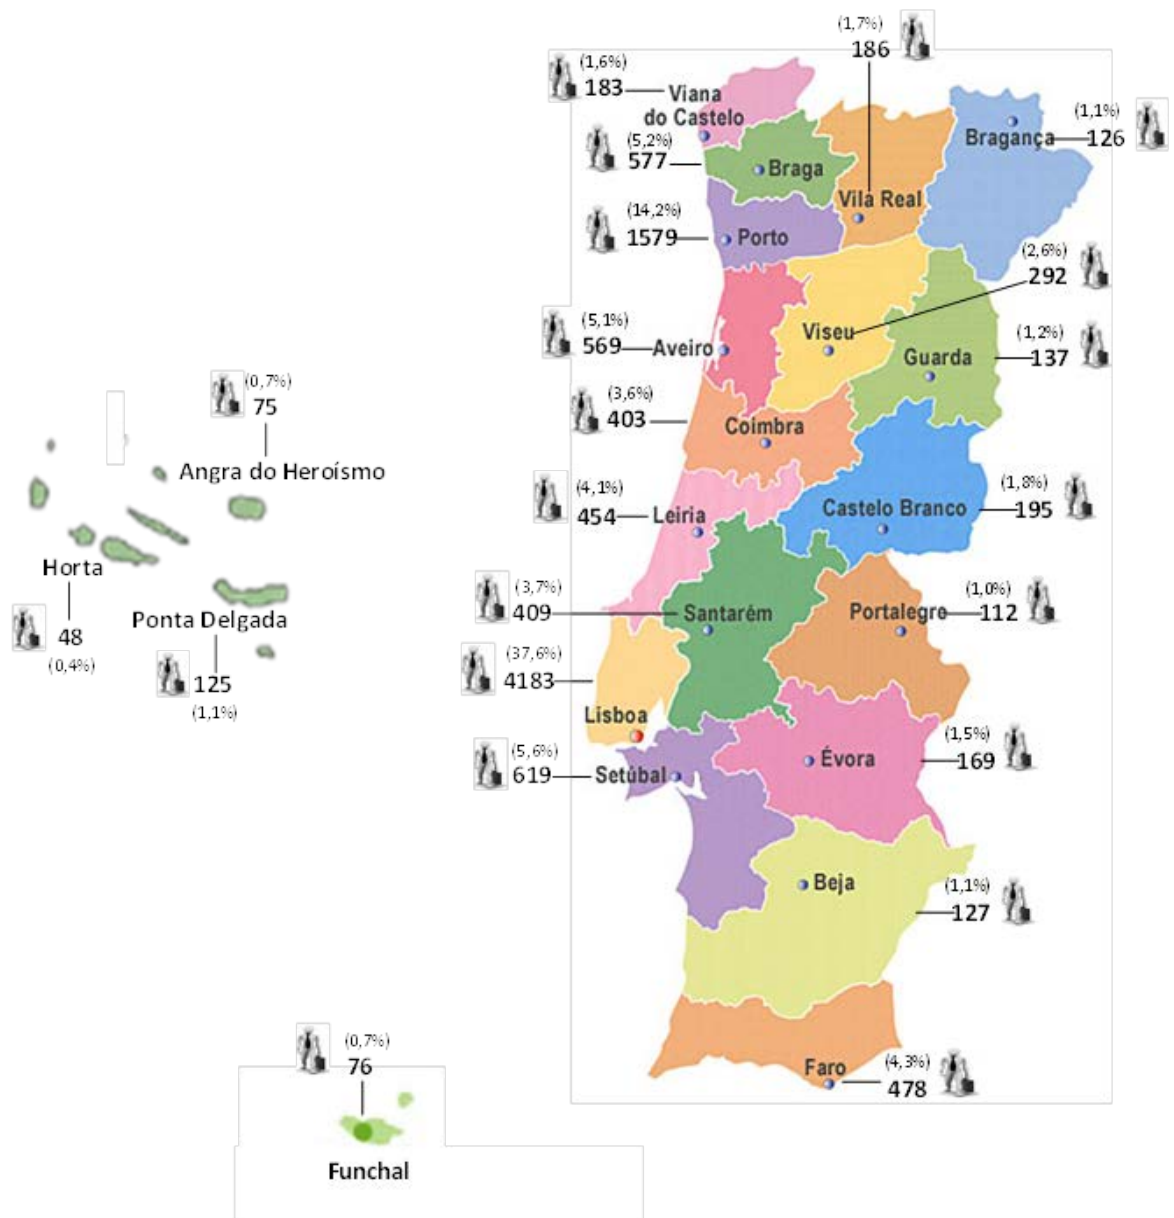 (1,7%)
186
(1,6%)
183
Viana
do Castelo
(1,1%)
126
Bragança
(5,2%)
577
Braga
Vila Real
(14,2%)
1579
Porto
(2,6%)
292
(5,1%)
569
Aveiro
Viseu
(1,2%)
137
Guarda
(0,7%)
75
(3,6%)
403
Coimbra
Angra do Heroísmo
(4,1%)
454
Leiria
(1,8%)
195
Castelo Branco
Horta
48
(0,4%)
Ponta Delgada
125
(1,1%)
(3,7%)
409
Santarém
(1,0%)
112
Portalegre
(37,6%)
4183
Lisboa
(5,6%)
619
Setúbal
(1,5%)
169
Évora
(1,1%)
127
Beja
(0,7%)
76
Funchal
(4,3%)
478
Faro